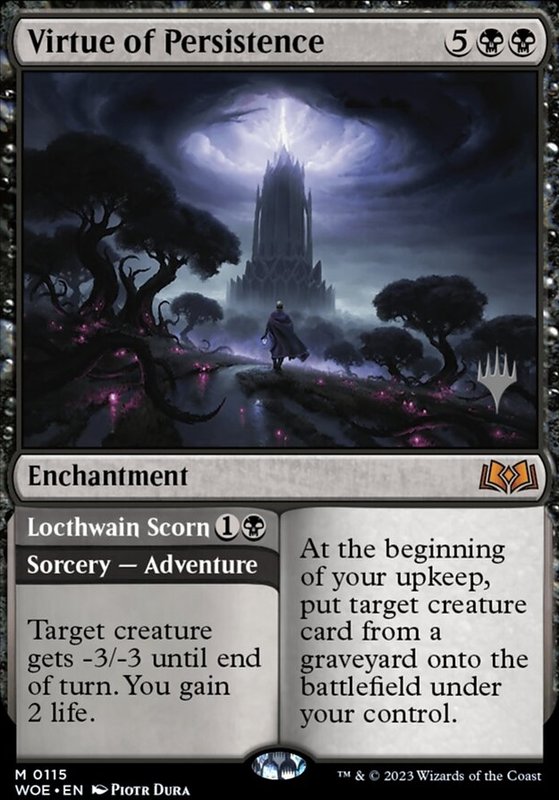 Virtue of Persistence 5
Enchantment
Locthwain Scorn 1
Sorcery — Adventure
Target creature
gets -3/-3 until end
of turn. You gain
2 life.
At the beginning
of your upkeep,
put target creature
card from a
graveyard onto the
battlefield under
your control.
M 0115
WOE • EN Piotr Dura
™ & © 2023 Wizards of the Coast